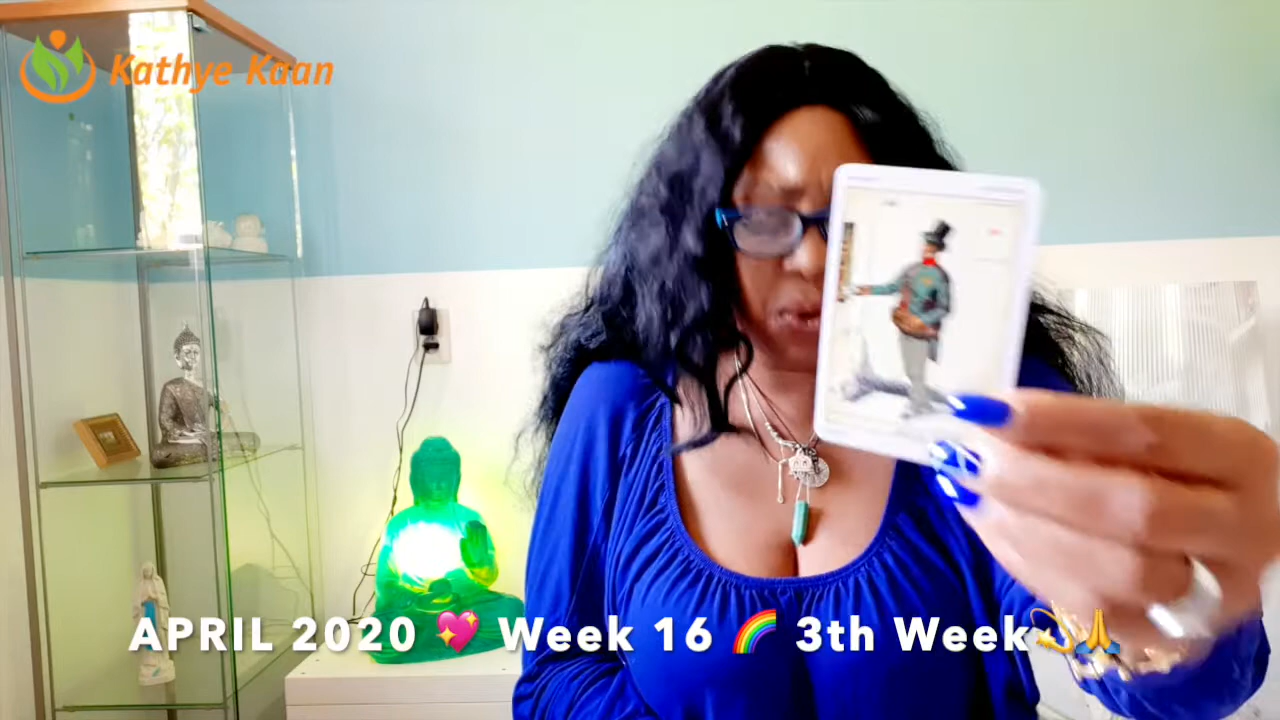 Kathye Kaan
APRIL 2020 💖 Week 16 🌈 3th Week💫🙏